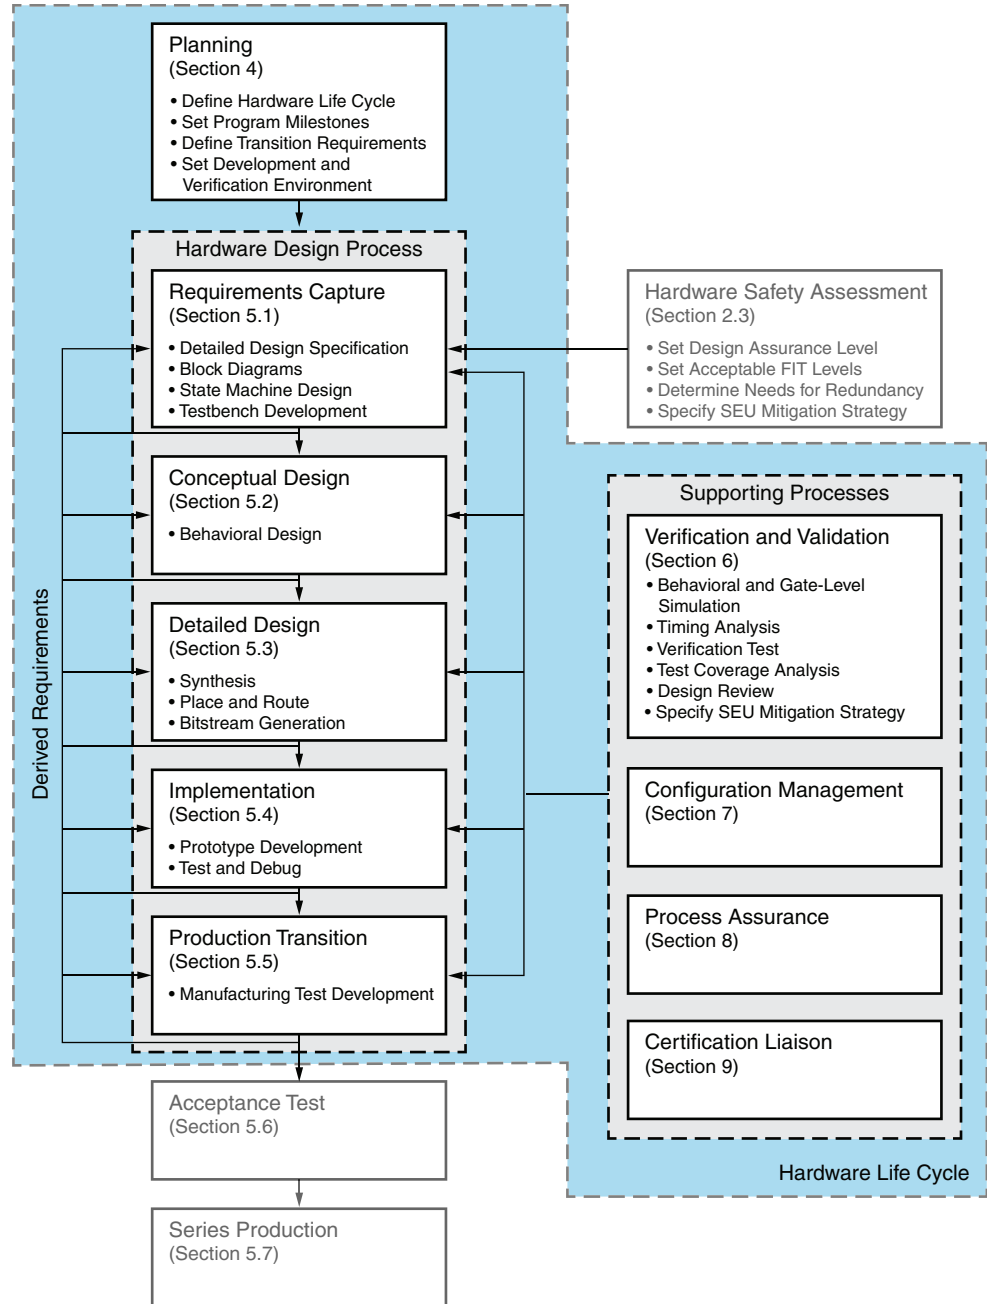 Planning
(Section 4)
• Define Hardware Life Cycle
• Set Program Milestones
• Define Transition Requirements
• Set Development and
Verification Environment
Hardware Design Process
Requirements Capture
(Section 5.1)
• Detailed Design Specification
• Block Diagrams
• State Machine Design
• Testbench Development
Conceptual Design
(Section 5.2)
• Behavioral Design
Detailed Design
(Section 5.3)
• Synthesis
• Place and Route
• Bitstream Generation
Implementation
(Section 5.4)
• Prototype Development
• Test and Debug
Production Transition
(Section 5.5)
• Manufacturing Test Development
Derived Requirements
Acceptance Test
(Section 5.6)
Series Production
(Section 5.7)
Hardware Safety Assessment
(Section 2.3)
• Set Design Assurance Level
• Set Acceptable FIT Levels
• Determine Needs for Redundancy
• Specify SEU Mitigation Strategy
Supporting Processes
Verification and Validation
(Section 6)
• Behavioral and Gate-Level
Simulation
• Timing Analysis
• Verification Test
• Test Coverage Analysis
• Design Review
• Specify SEU Mitigation Strategy
Configuration Management
(Section 7)
Process Assurance
(Section 8)
Certification Liaison
(Section 9)
Hardware Life Cycle